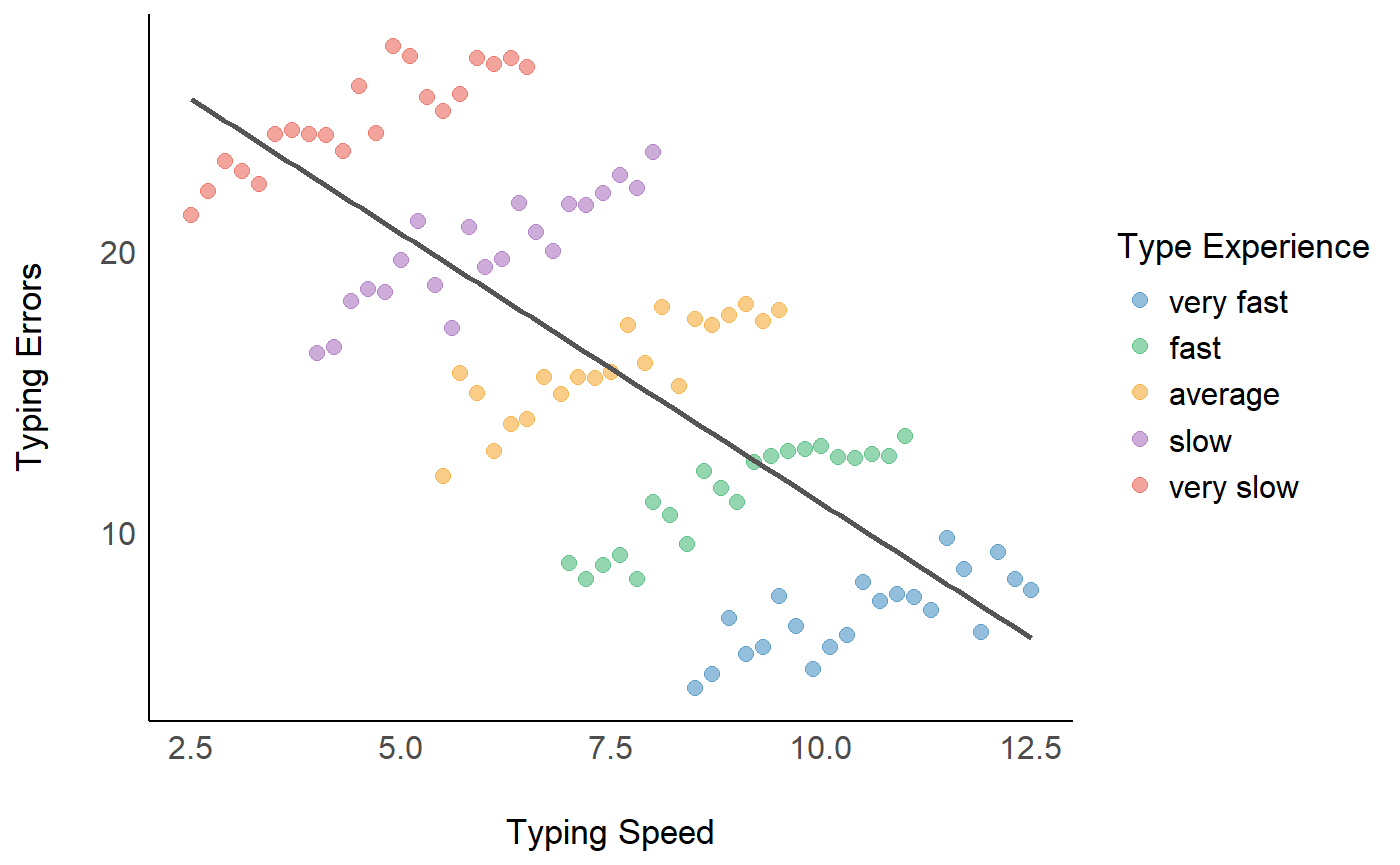 Typing Errors
20
10
2.5 5.0 7.5 10.0 12.5
Typing Speed
Type Experience
very fast
fast
average
slow
very slow